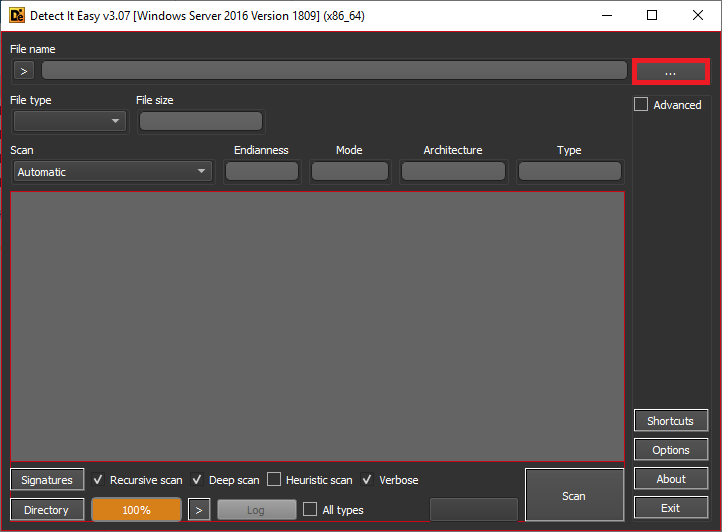 De Detect It Easy v3.07 [Windows Server 2016 Version 1809] (x86_64)
File name
> ...
File type File size
Advanced
Scan Endianness Mode Architecture Type
Automatic
Shortcuts
Options
Signatures Recursive scan Deep scan Heuristic scan Verbose About
Scan
Directory 100% > Log All types Exit